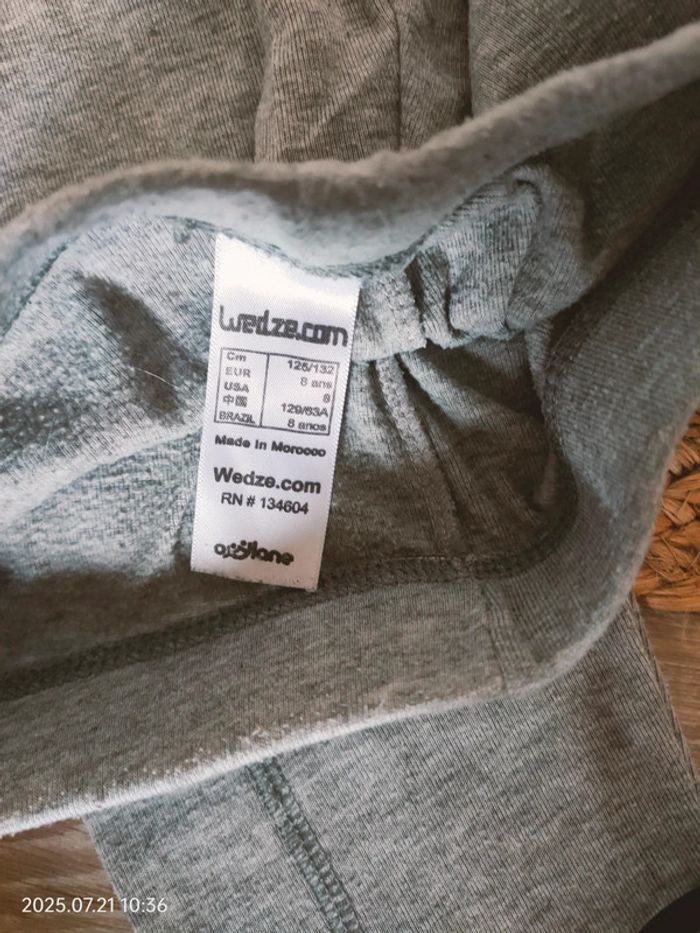 wedze.com
Cm 125/132
EUR 8 ans
USA 8
中国 129/63A
BRAZIL 8 anos
Made in Morocco
Wedze.com
RN # 134604
oxylane
2025.07.21 10:36